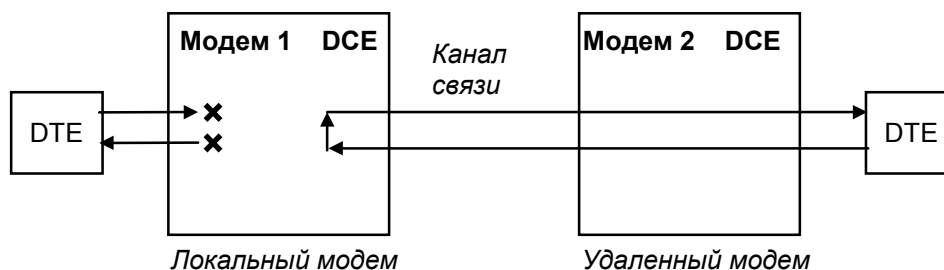 Модем 1 DCE
Канал
связи
Модем 2 DCE
DTE
DTE
Локальный модем
Удаленный модем